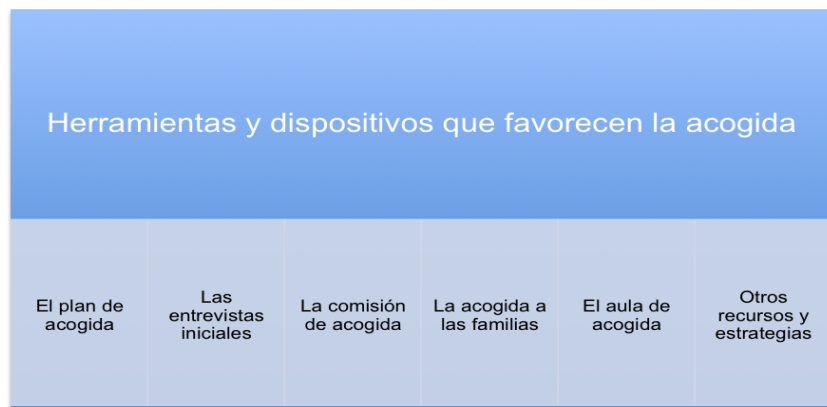 Herramientas y dispositivos que favorecen la acogida
El plan de
acogida
Las
entrevistas
iniciales
La comisión
de acogida
La acogida a
las familias
El aula de
acogida
Otros
recursos y
estrategias